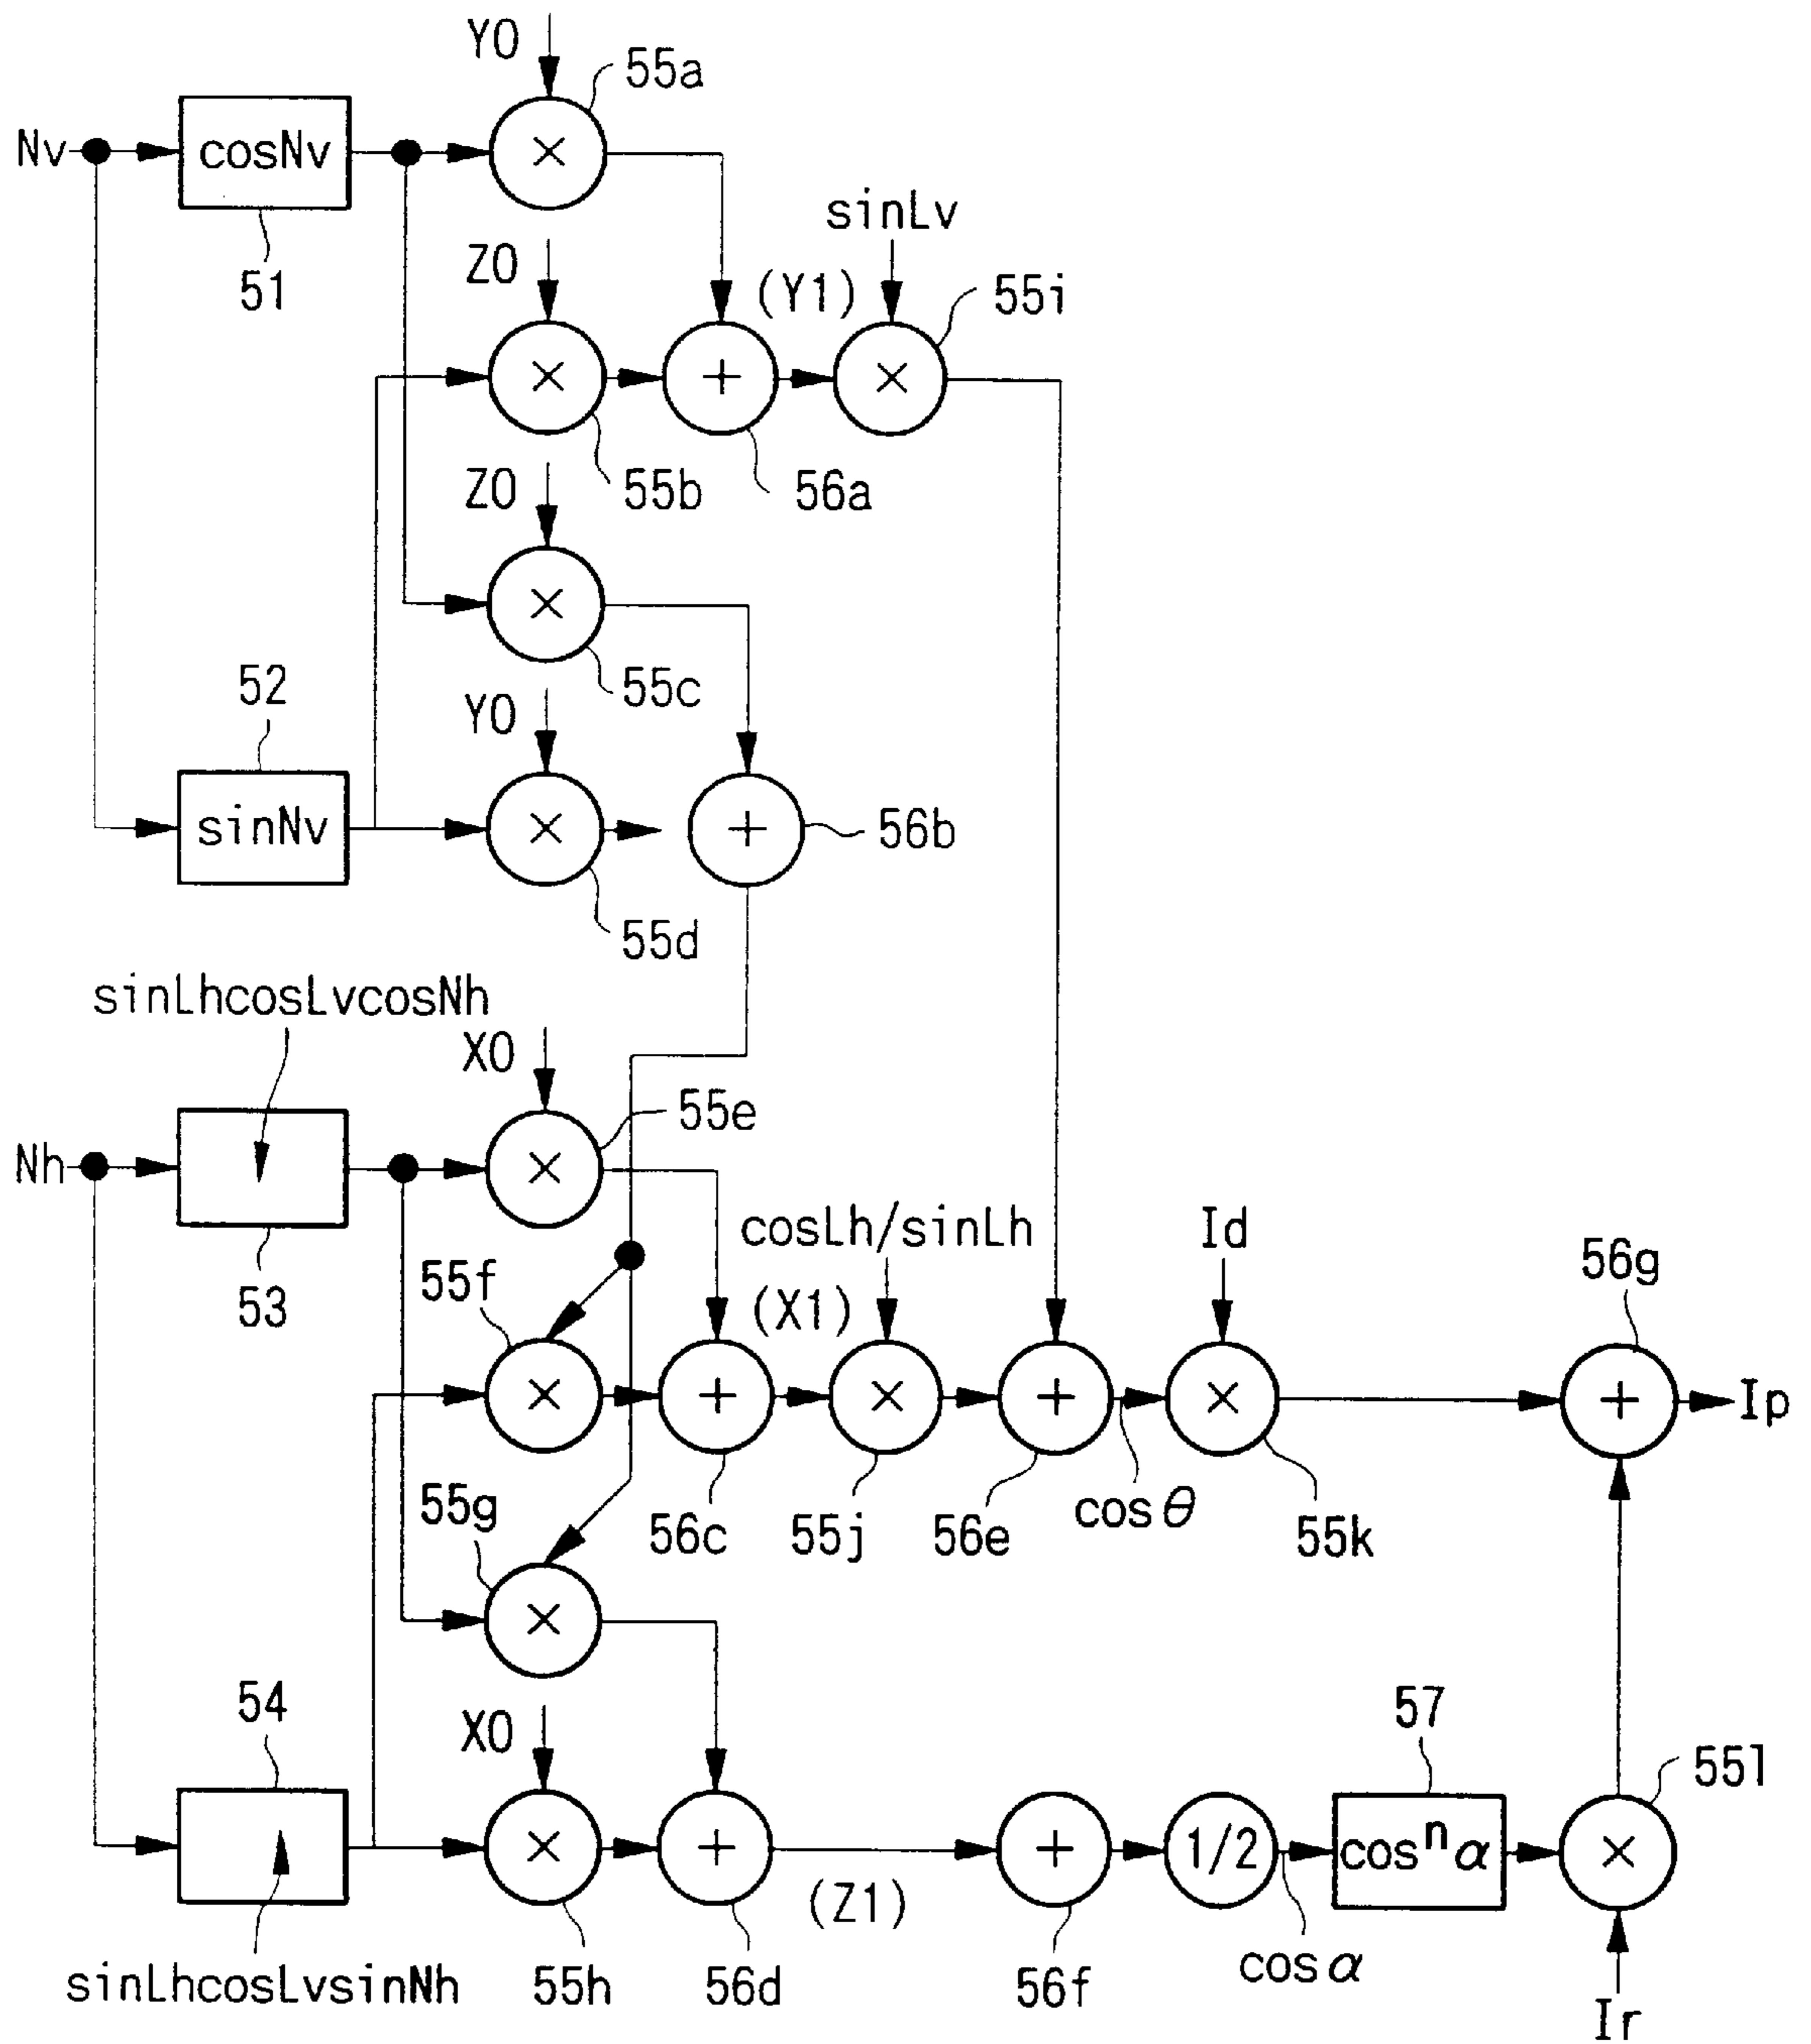 Y0
55a
Nv
cosNv
×
sinLv
51
Z0
(Y1)
55i
×
+
×
Z0
55b
56a
×
52
55c
Y0
sinNv
×
+
56b
55d
sinLhcosLvcosNh
X0
55e
Nh
×
cosLh/sinLh
Id
56g
55f
53
(X1)
×
+
×
+
×
+
Ip
55g
56c
55j
56e
cosθ
55k
×
54
X0
57
55l
×
+
(Z1)
+
1/2
cosⁿα
×
cosα
sinLhcosLvsinNh
55h
56d
56f
Ir